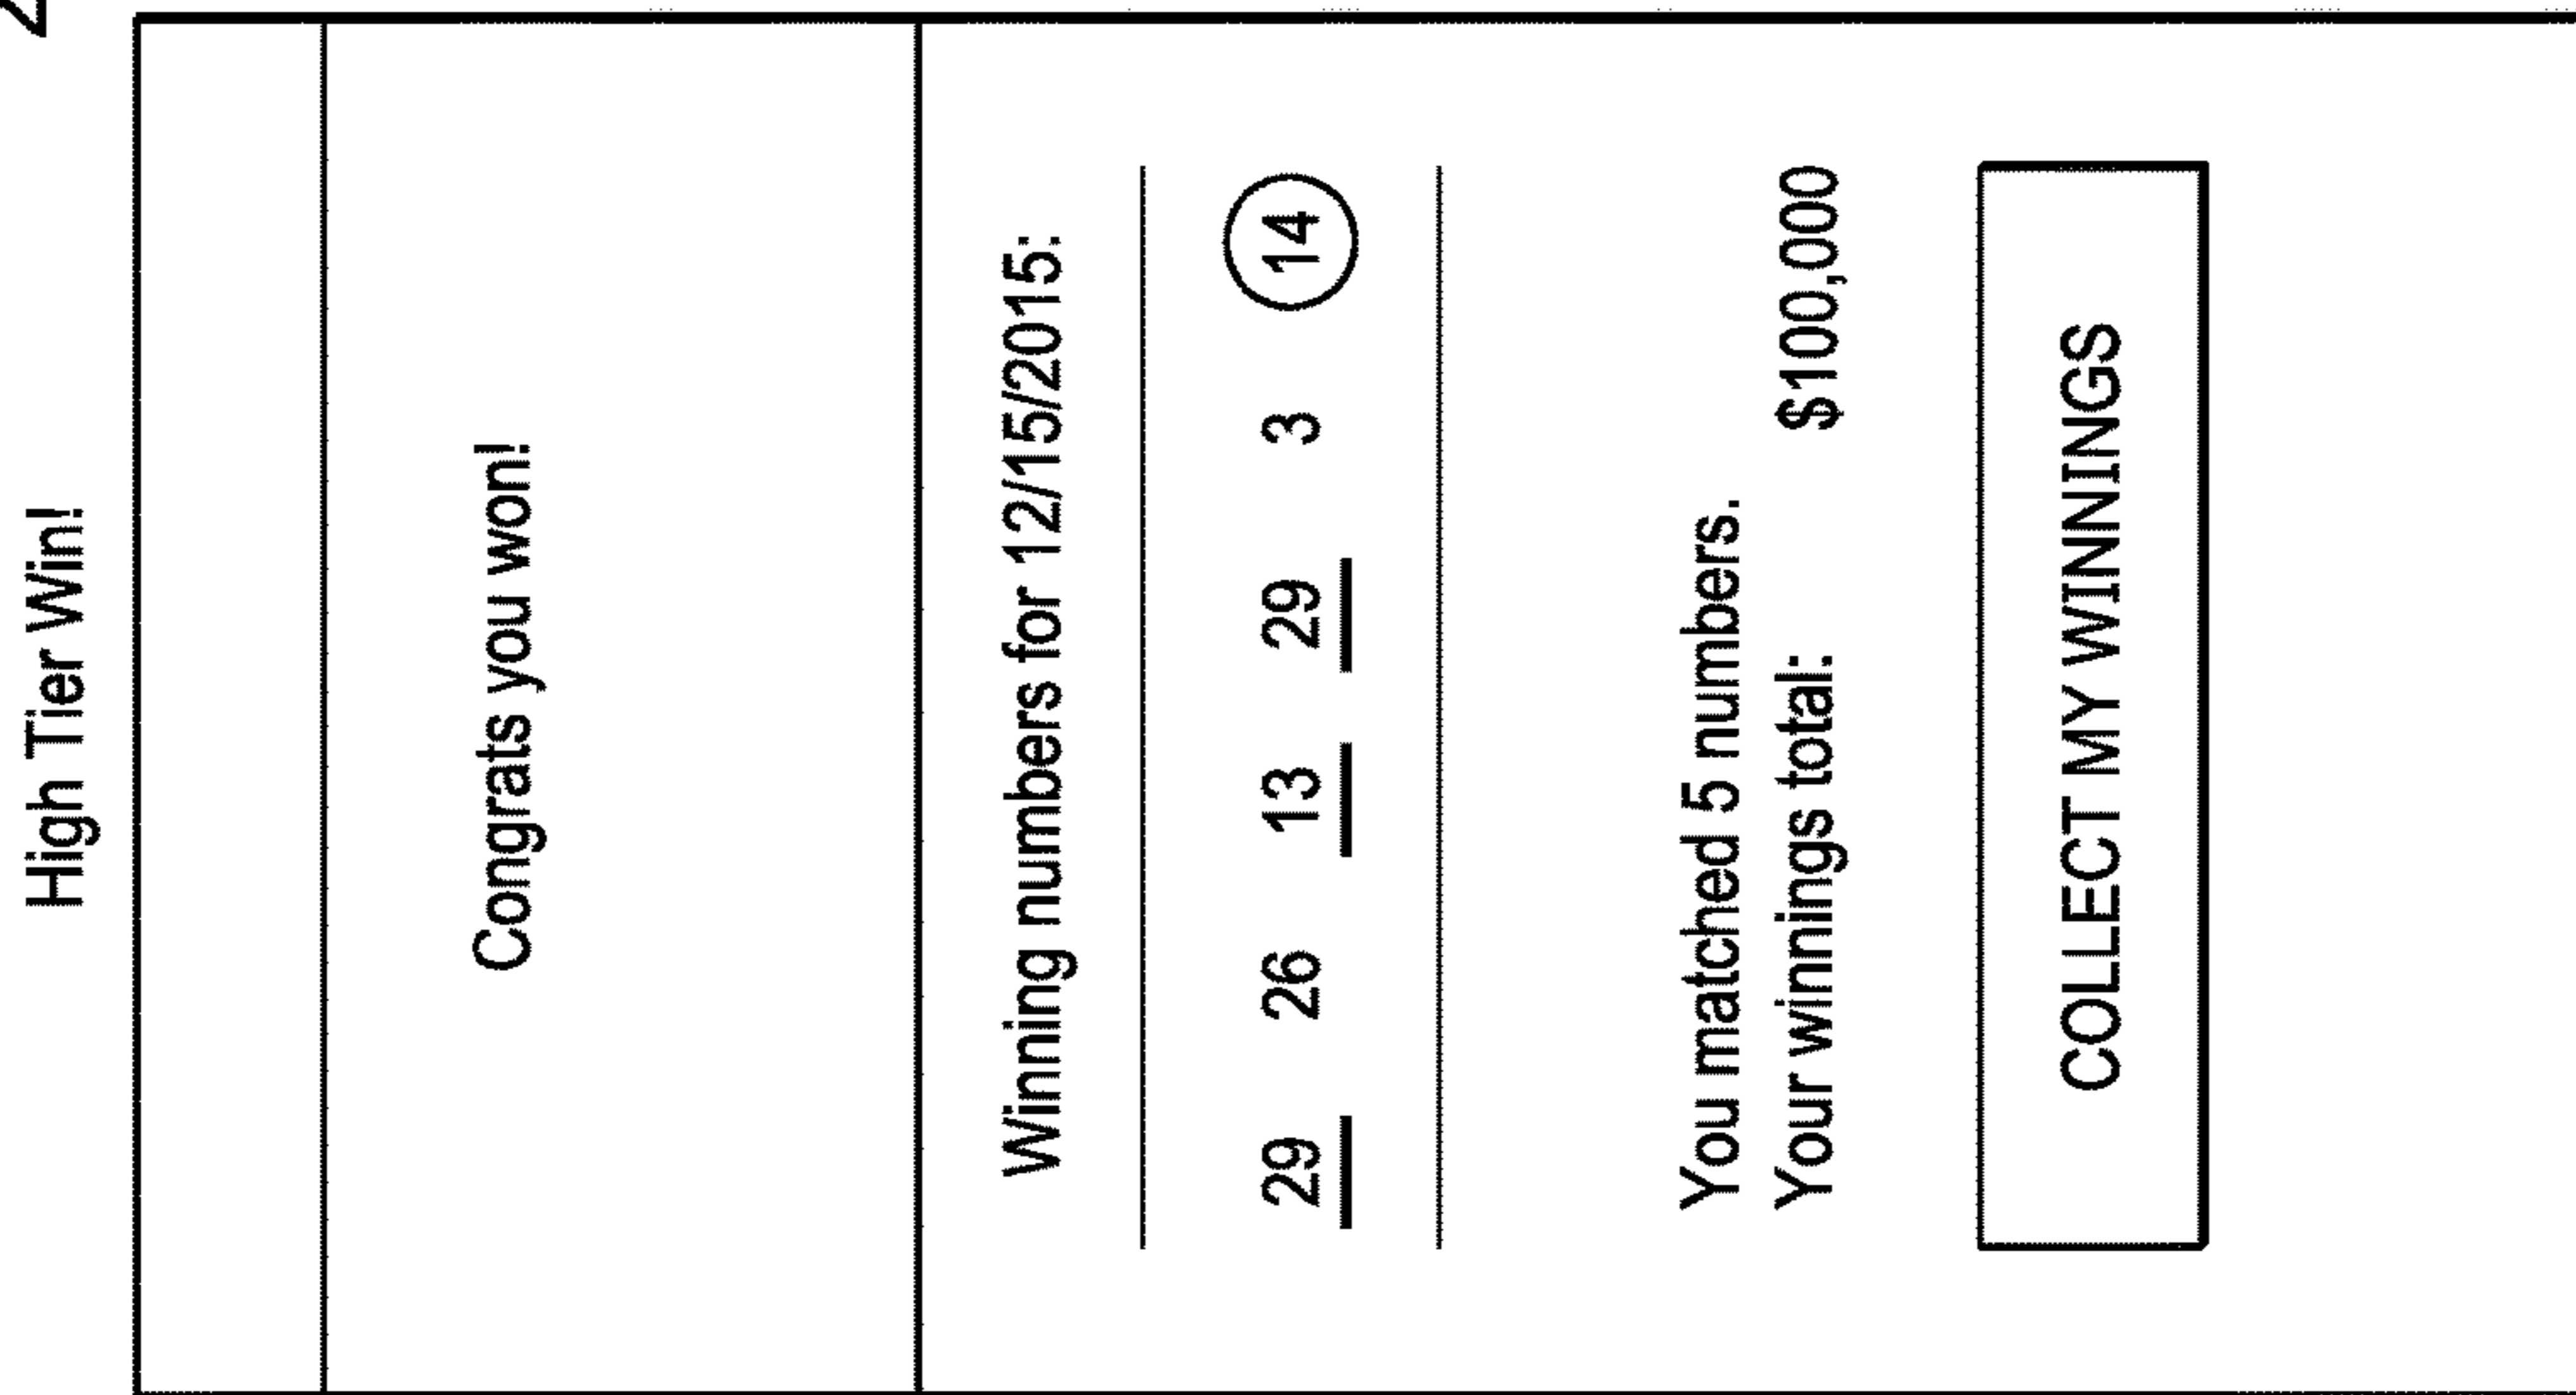 High Tier Win!
Congrats you won!
Winning numbers for 12/15/2015:
29 26 13 29 3 14
You matched 5 numbers.
Your winnings total: $100,000
COLLECT MY WINNINGS